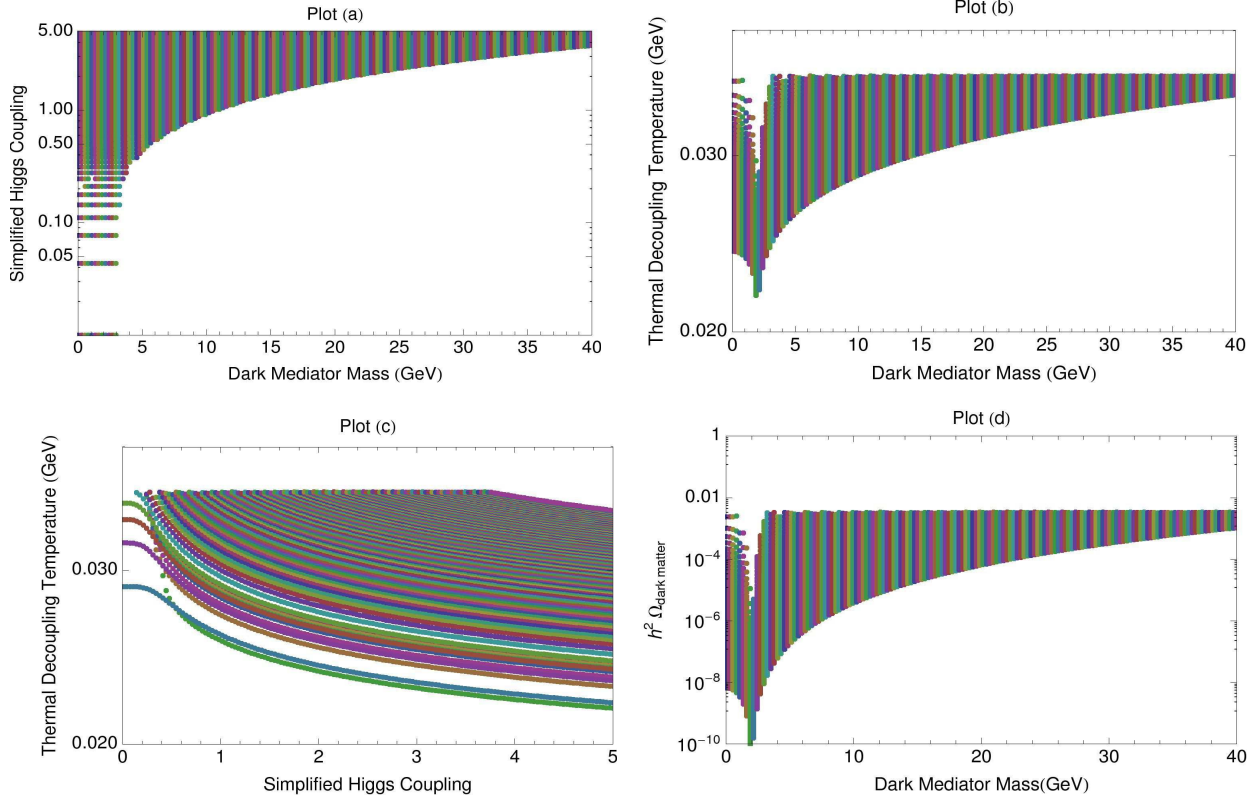 Plot (a)
Simplified Higgs Coupling
5.00
1.00
0.50
0.10
0.05
0 5 10 15 20 25 30 35 40
Dark Mediator Mass (GeV)
Plot (b)
Thermal Decoupling Temperature (GeV)
0.030
0.020
0 5 10 15 20 25 30 35 40
Dark Mediator Mass (GeV)
Plot (c)
Thermal Decoupling Temperature (GeV)
0.030
0.020
0 1 2 3 4 5
Simplified Higgs Coupling
Plot (d)
h² Ω dark matter
1
0.01
10⁻⁴
10⁻⁶
10⁻⁸
10⁻¹⁰
0 10 20 30 40
Dark Mediator Mass(GeV)